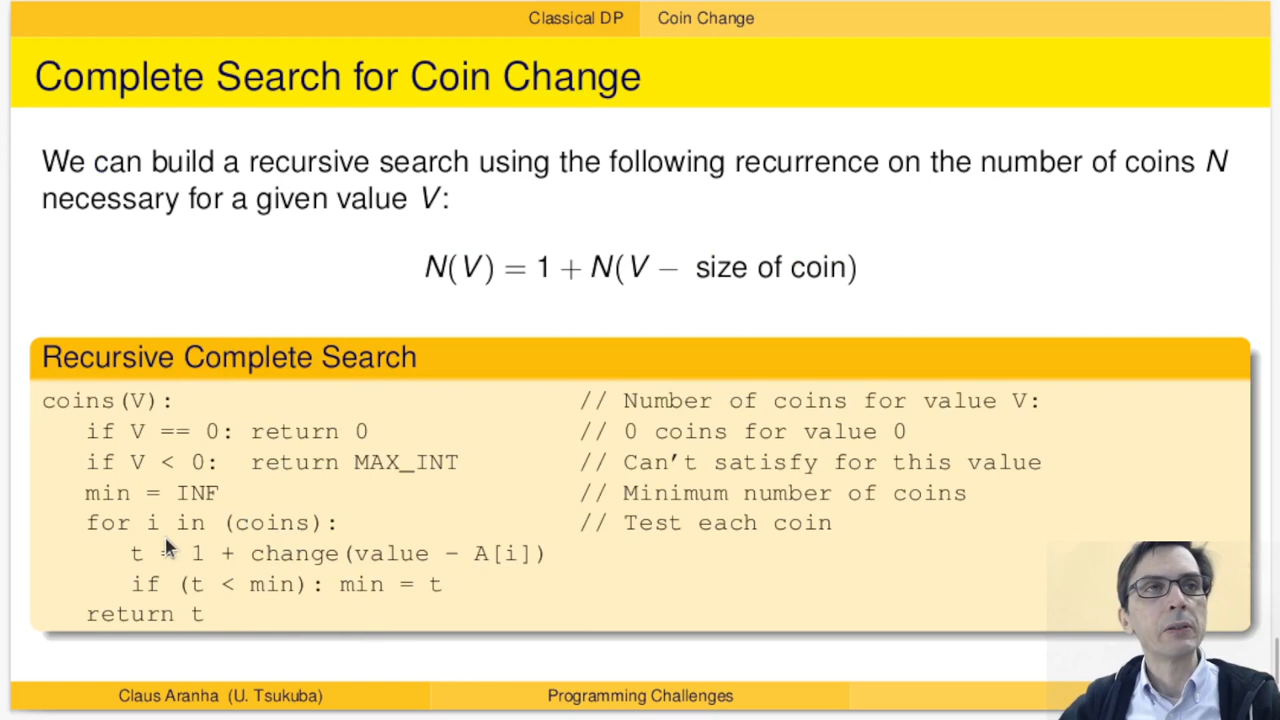 Classical DP Coin Change
Complete Search for Coin Change
We can build a recursive search using the following recurrence on the number of coins N
necessary for a given value V:
N(V) = 1 + N(V − size of coin)
Recursive Complete Search
coins(V): // Number of coins for value V:
if V == 0: return 0 // 0 coins for value 0
if V < 0: return MAX_INT // Can't satisfy for this value
min = INF // Minimum number of coins
for i in (coins): // Test each coin
t = 1 + change(value - A[i])
if (t < min): min = t
return t
Claus Aranha (U. Tsukuba) Programming Challenges